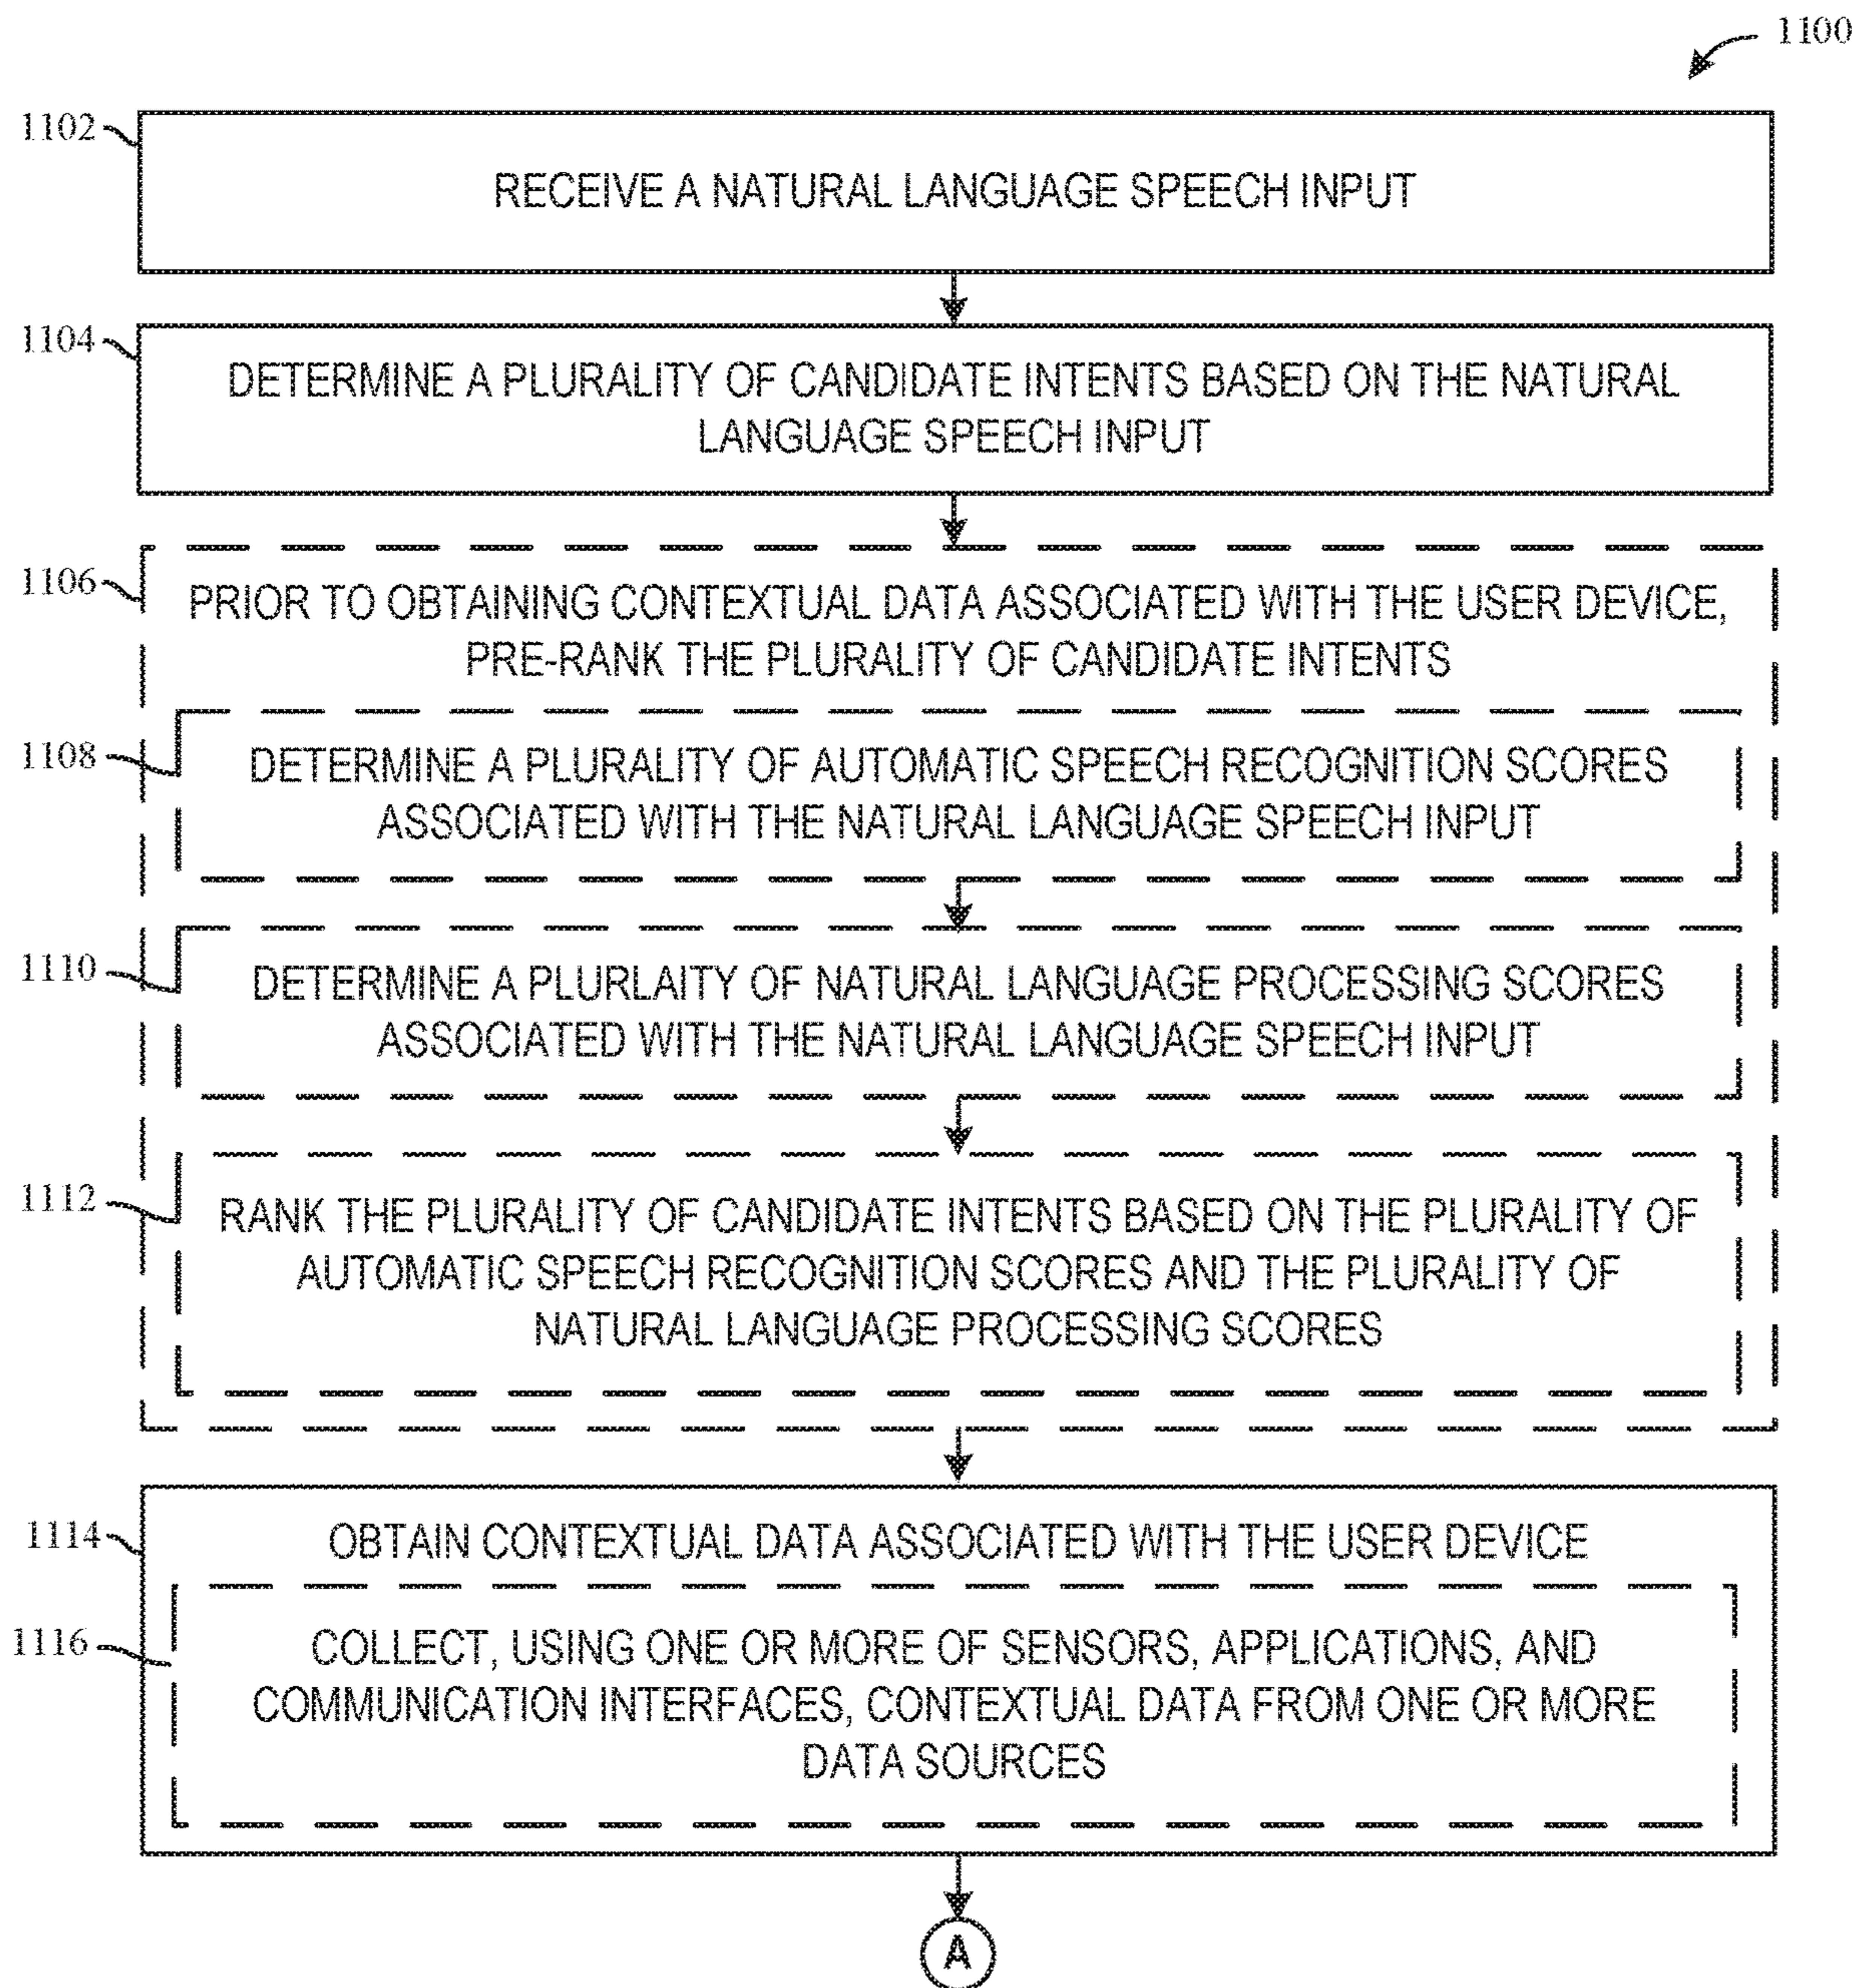 1100
1102
RECEIVE A NATURAL LANGUAGE SPEECH INPUT
1104
DETERMINE A PLURALITY OF CANDIDATE INTENTS BASED ON THE NATURAL
LANGUAGE SPEECH INPUT
1106
PRIOR TO OBTAINING CONTEXTUAL DATA ASSOCIATED WITH THE USER DEVICE,
PRE-RANK THE PLURALITY OF CANDIDATE INTENTS
1108
DETERMINE A PLURALITY OF AUTOMATIC SPEECH RECOGNITION SCORES
ASSOCIATED WITH THE NATURAL LANGUAGE SPEECH INPUT
1110
DETERMINE A PLURLAITY OF NATURAL LANGUAGE PROCESSING SCORES
ASSOCIATED WITH THE NATURAL LANGUAGE SPEECH INPUT
1112
RANK THE PLURALITY OF CANDIDATE INTENTS BASED ON THE PLURALITY OF
AUTOMATIC SPEECH RECOGNITION SCORES AND THE PLURALITY OF
NATURAL LANGUAGE PROCESSING SCORES
1114
OBTAIN CONTEXTUAL DATA ASSOCIATED WITH THE USER DEVICE
1116
COLLECT, USING ONE OR MORE OF SENSORS, APPLICATIONS, AND
COMMUNICATION INTERFACES, CONTEXTUAL DATA FROM ONE OR MORE
DATA SOURCES
A